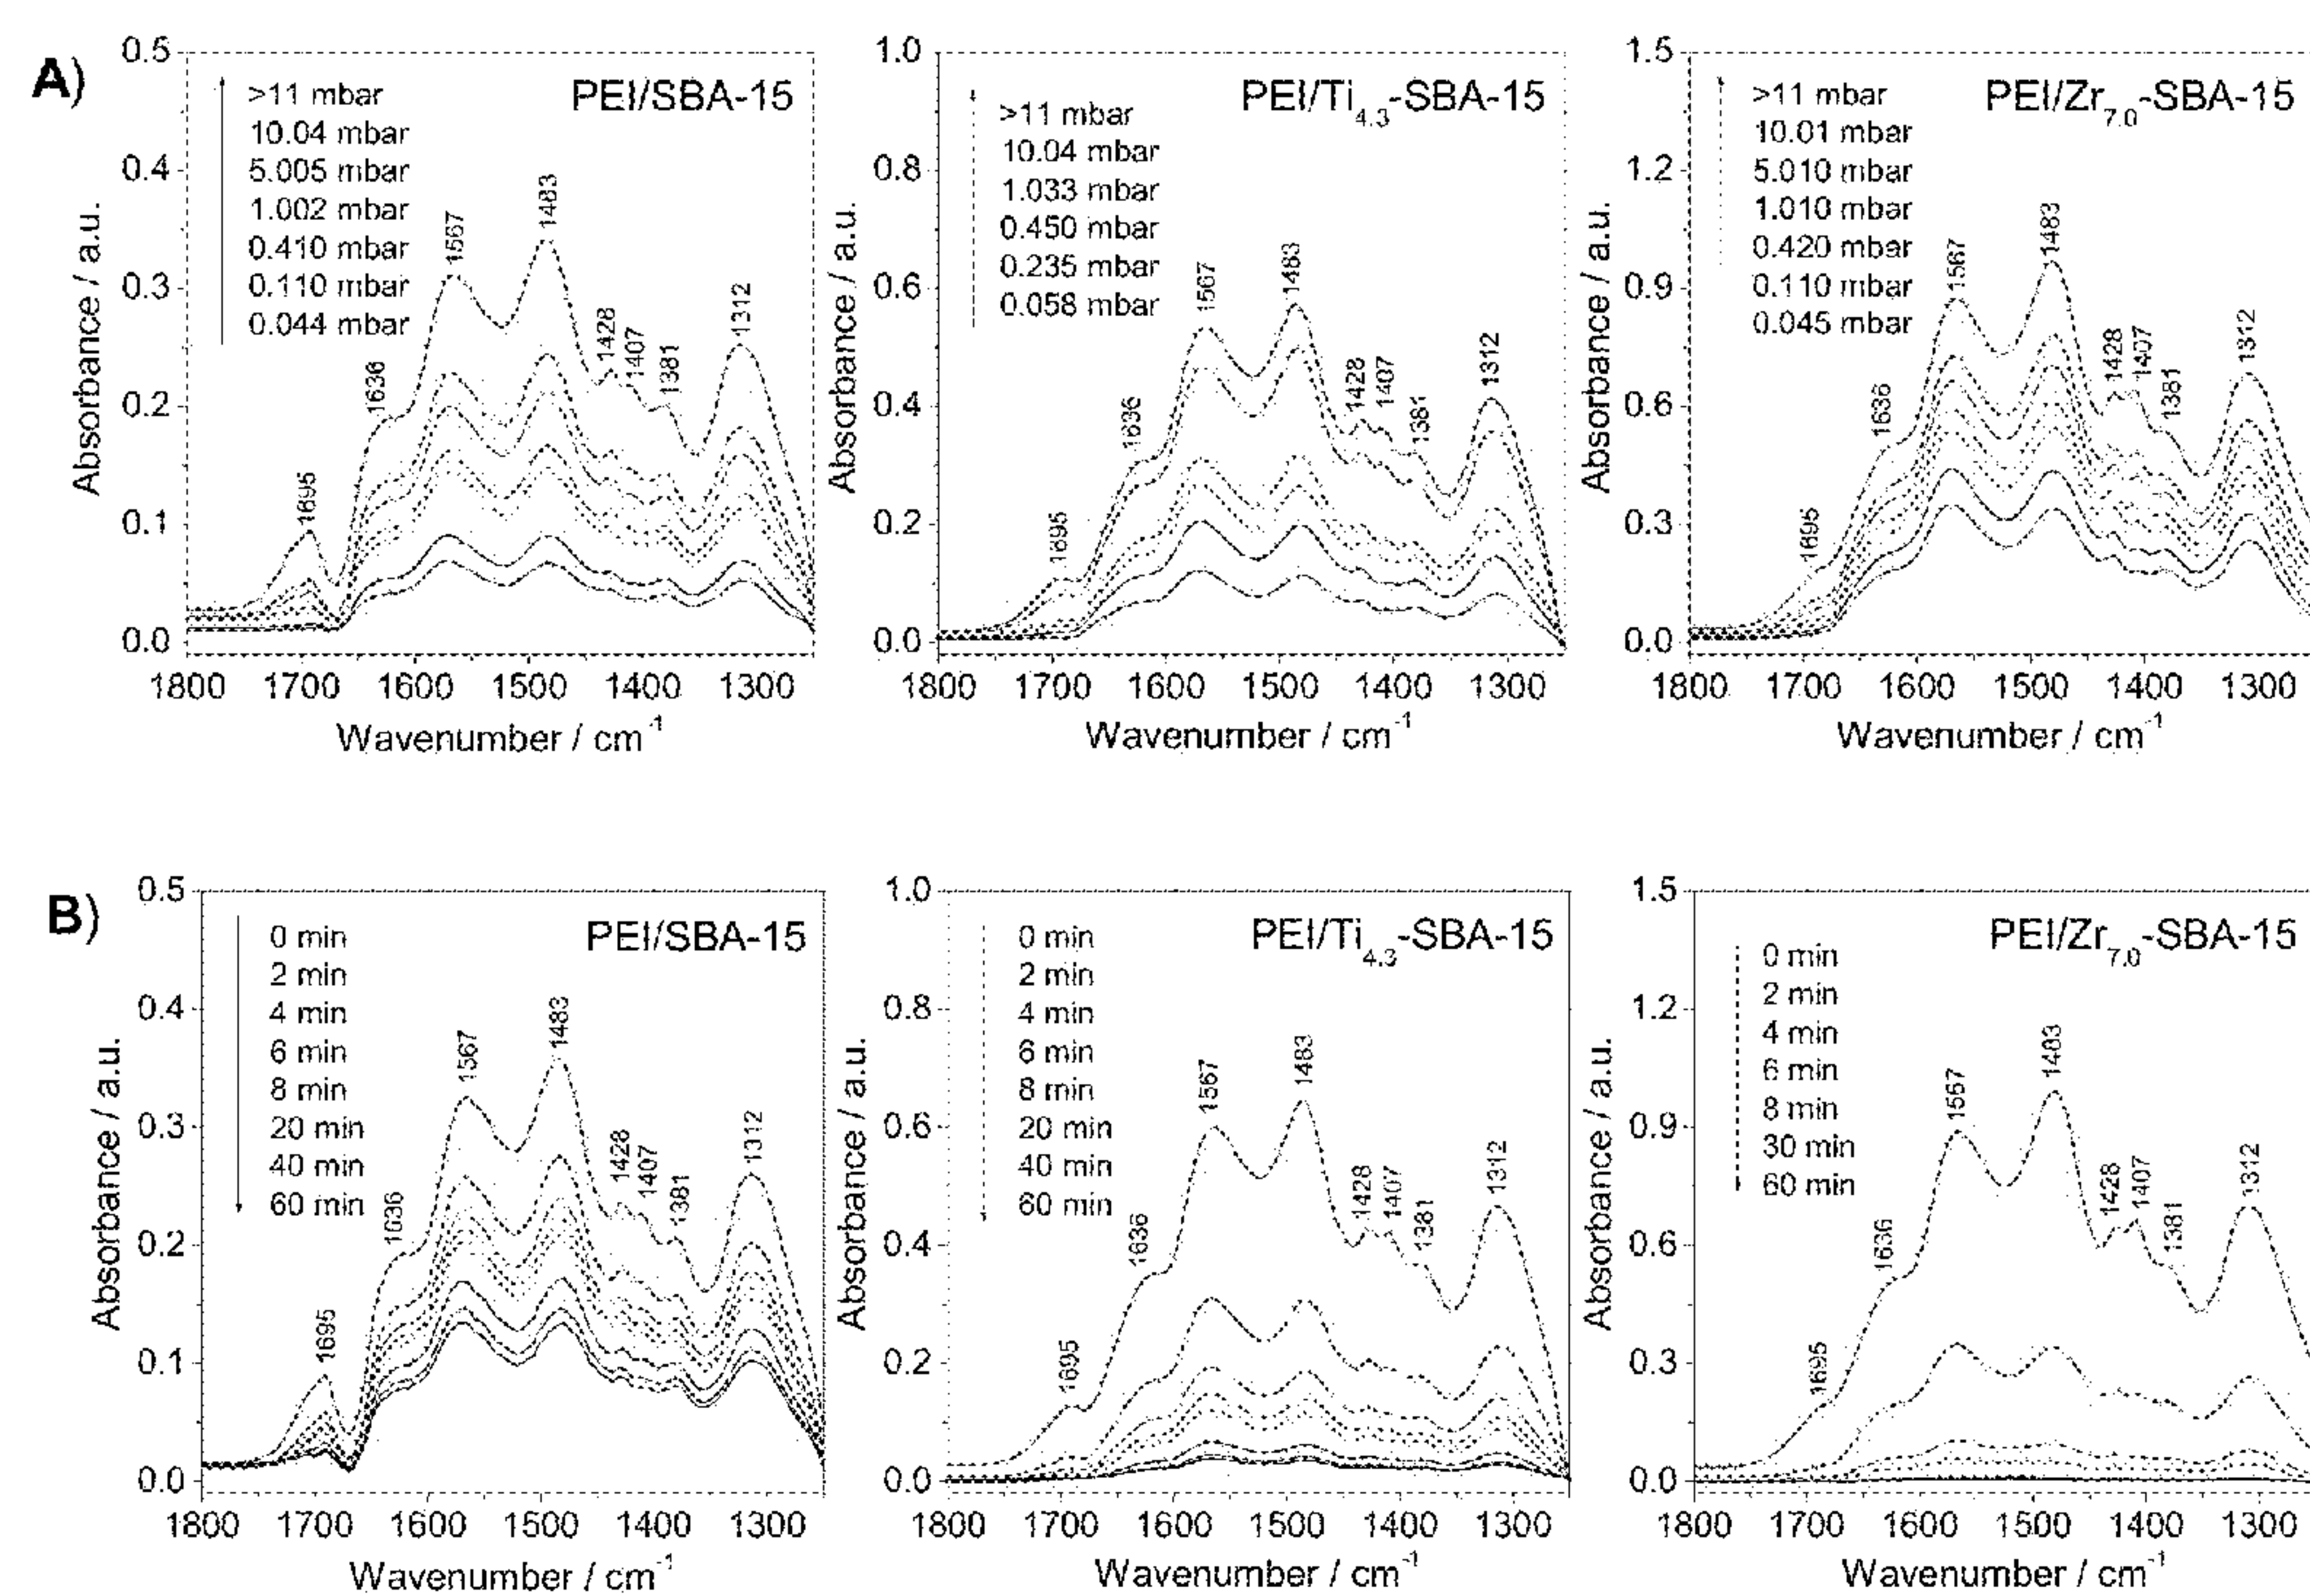 A)
PEI/SBA-15
>11 mbar
10.04 mbar
5.005 mbar
1.002 mbar
0.410 mbar
0.110 mbar
0.044 mbar
0.5
0.4
0.3
0.2
0.1
0.0
Absorbance / a.u.
1695
1636
1567
1483
1428
1407
1381
1312
1800 1700 1600 1500 1400 1300
Wavenumber / cm⁻¹
PEI/Ti₄.₃-SBA-15
>11 mbar
10.04 mbar
1.033 mbar
0.450 mbar
0.235 mbar
0.058 mbar
1.0
0.8
0.6
0.4
0.2
0.0
Absorbance / a.u.
1695
1636
1567
1483
1428
1407
1381
1312
1800 1700 1600 1500 1400 1300
Wavenumber / cm⁻¹
PEI/Zr₇.₀-SBA-15
>11 mbar
10.01 mbar
5.010 mbar
1.010 mbar
0.420 mbar
0.110 mbar
0.045 mbar
1.5
1.2
0.9
0.6
0.3
0.0
Absorbance / a.u.
1695
1636
1567
1483
1428
1407
1381
1312
1800 1700 1600 1500 1400 1300
Wavenumber / cm⁻¹
B)
PEI/SBA-15
0 min
2 min
4 min
6 min
8 min
20 min
40 min
60 min
0.5
0.4
0.3
0.2
0.1
0.0
Absorbance / a.u.
1695
1636
1567
1483
1428
1407
1381
1312
1800 1700 1600 1500 1400 1300
Wavenumber / cm⁻¹
PEI/Ti₄.₃-SBA-15
0 min
2 min
4 min
6 min
8 min
20 min
40 min
60 min
1.0
0.8
0.6
0.4
0.2
0.0
Absorbance / a.u.
1695
1636
1567
1483
1428
1407
1381
1312
1800 1700 1600 1500 1400 1300
Wavenumber / cm⁻¹
PEI/Zr₇.₀-SBA-15
0 min
2 min
4 min
6 min
8 min
30 min
60 min
1.5
1.2
0.9
0.6
0.3
0.0
Absorbance / a.u.
1695
1636
1567
1483
1428
1407
1381
1312
1800 1700 1600 1500 1400 1300
Wavenumber / cm⁻¹